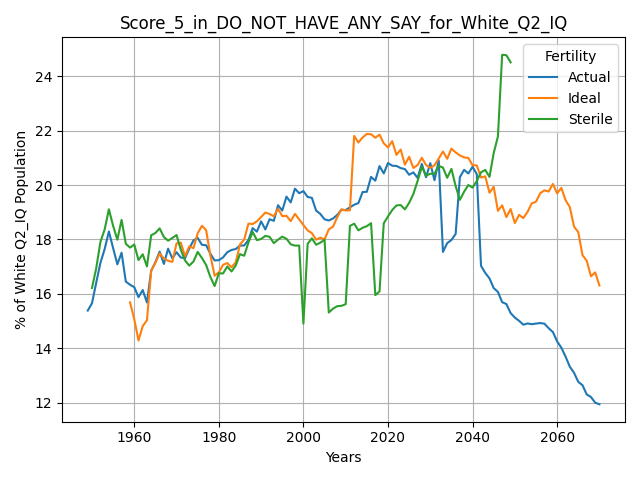 Score_5_in_DO_NOT_HAVE_ANY_SAY_for_White_Q2_IQ
Fertility
Actual
Ideal
Sterile
% of White Q2_IQ Population
24
22
20
18
16
14
12
1960
1980
2000
2020
2040
2060
Years